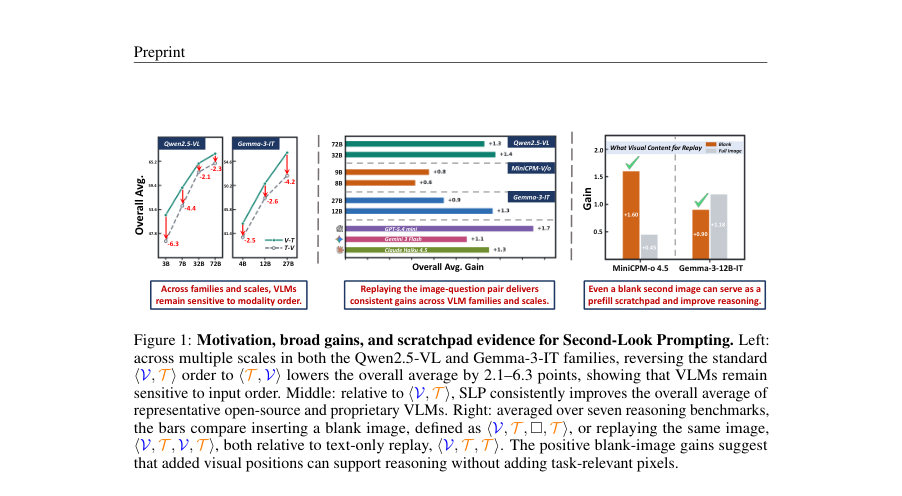 Preprint
Qwen2.5-VL
Gemma-3-IT
Overall Avg.
-6.3
-4.4
-2.1
-2.3
3B 7B 32B 72B
-2.5
-2.6
-4.2
V-T
T-V
4B 12B 27B
72B +1.3 Qwen2.5-VL
32B +1.4
9B +0.8 MiniCPM-V/o
8B +0.6
27B +0.9 Gemma-3-IT
12B +1.3
GPT-5.4 mini +1.7
Gemini 3 Flash +1.1
Claude Haiku 4.5 +1.3
Overall Avg. Gain
What Visual Content for Replay
Blank
Full Image
Gain
2.0
1.5
1.0
0.5
+1.60
+0.45
+0.90
+1.18
MiniCPM-o 4.5 Gemma-3-12B-IT
Across families and scales, VLMs
remain sensitive to modality order.
Replaying the image-question pair delivers
consistent gains across VLM families and scales.
Even a blank second image can serve as a
prefill scratchpad and improve reasoning.
Figure 1: Motivation, broad gains, and scratchpad evidence for Second-Look Prompting. Left:
across multiple scales in both the Qwen2.5-VL and Gemma-3-IT families, reversing the standard
⟨V, T⟩ order to ⟨T, V⟩ lowers the overall average by 2.1–6.3 points, showing that VLMs remain
sensitive to input order. Middle: relative to ⟨V, T⟩, SLP consistently improves the overall average of
representative open-source and proprietary VLMs. Right: averaged over seven reasoning benchmarks,
the bars compare inserting a blank image, defined as ⟨V, T, □, T⟩, or replaying the same image,
⟨V, T, V, T⟩, both relative to text-only replay, ⟨V, T, T⟩. The positive blank-image gains suggest
that added visual positions can support reasoning without adding task-relevant pixels.